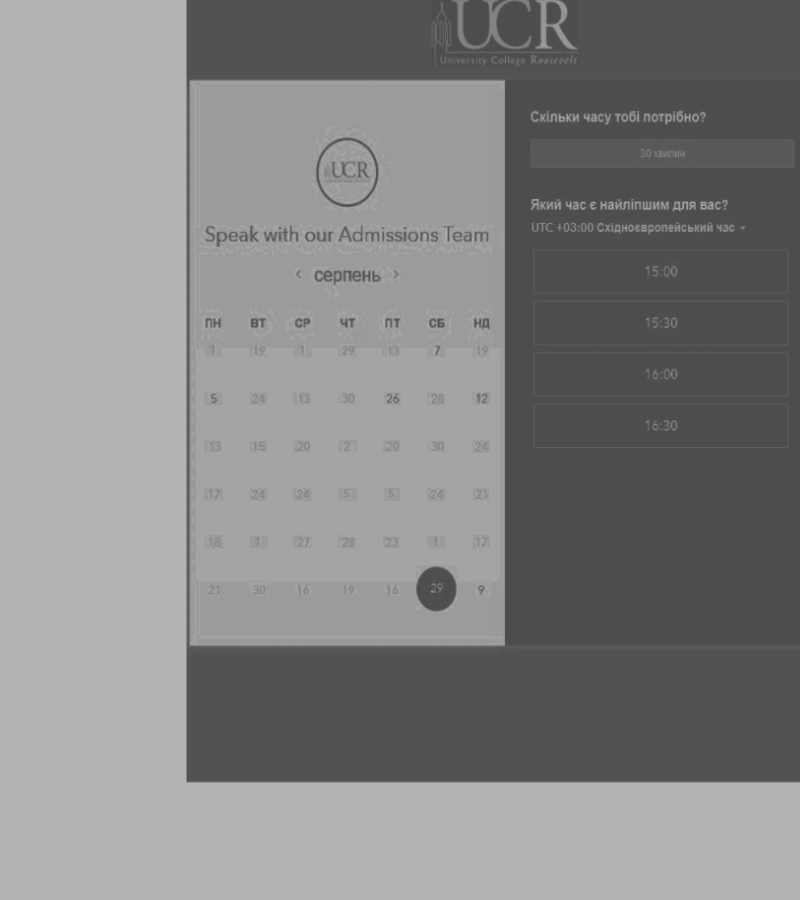 UCR
University College Roosevelt
UCR
Speak with our Admissions Team
< серпень >
ПН ВТ СР ЧТ ПТ СБ НД
1 19 1 29 13 7 19
5 24 13 30 26 28 12
13 15 20 2 20 30 24
17 24 24 5 5 24 21
18 1 27 28 23 1 17
21 30 16 19 16 29 9
Скільки часу тобі потрібно?
30 хвилин
Який час є найліпшим для вас?
UTC +03:00 Східноєвропейський час
15:00
15:30
16:00
16:30